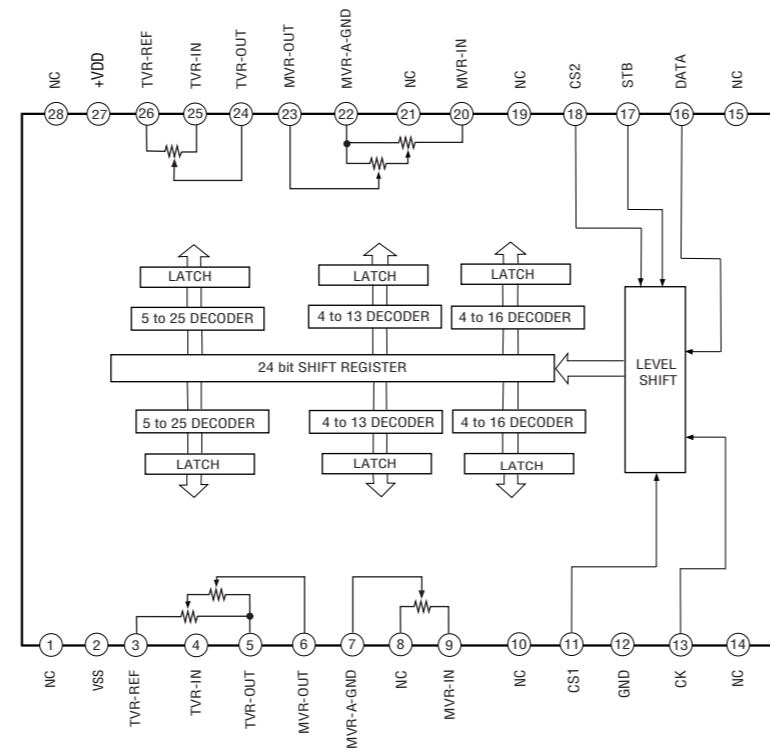 NC
+VDD
TVR-REF
TVR-IN
TVR-OUT
MVR-OUT
MVR-A-GND
NC
MVR-IN
NC
CS2
STB
DATA
NC
28
27
26
25
24
23
22
21
20
19
18
17
16
15
LATCH
LATCH
LATCH
5 to 25 DECODER
4 to 13 DECODER
4 to 16 DECODER
24 bit SHIFT REGISTER
LEVEL
SHIFT
5 to 25 DECODER
4 to 13 DECODER
4 to 16 DECODER
LATCH
LATCH
LATCH
1
2
3
4
5
6
7
8
9
10
11
12
13
14
NC
VSS
TVR-REF
TVR-IN
TVR-OUT
MVR-OUT
MVR-A-GND
NC
MVR-IN
NC
CS1
GND
CK
NC